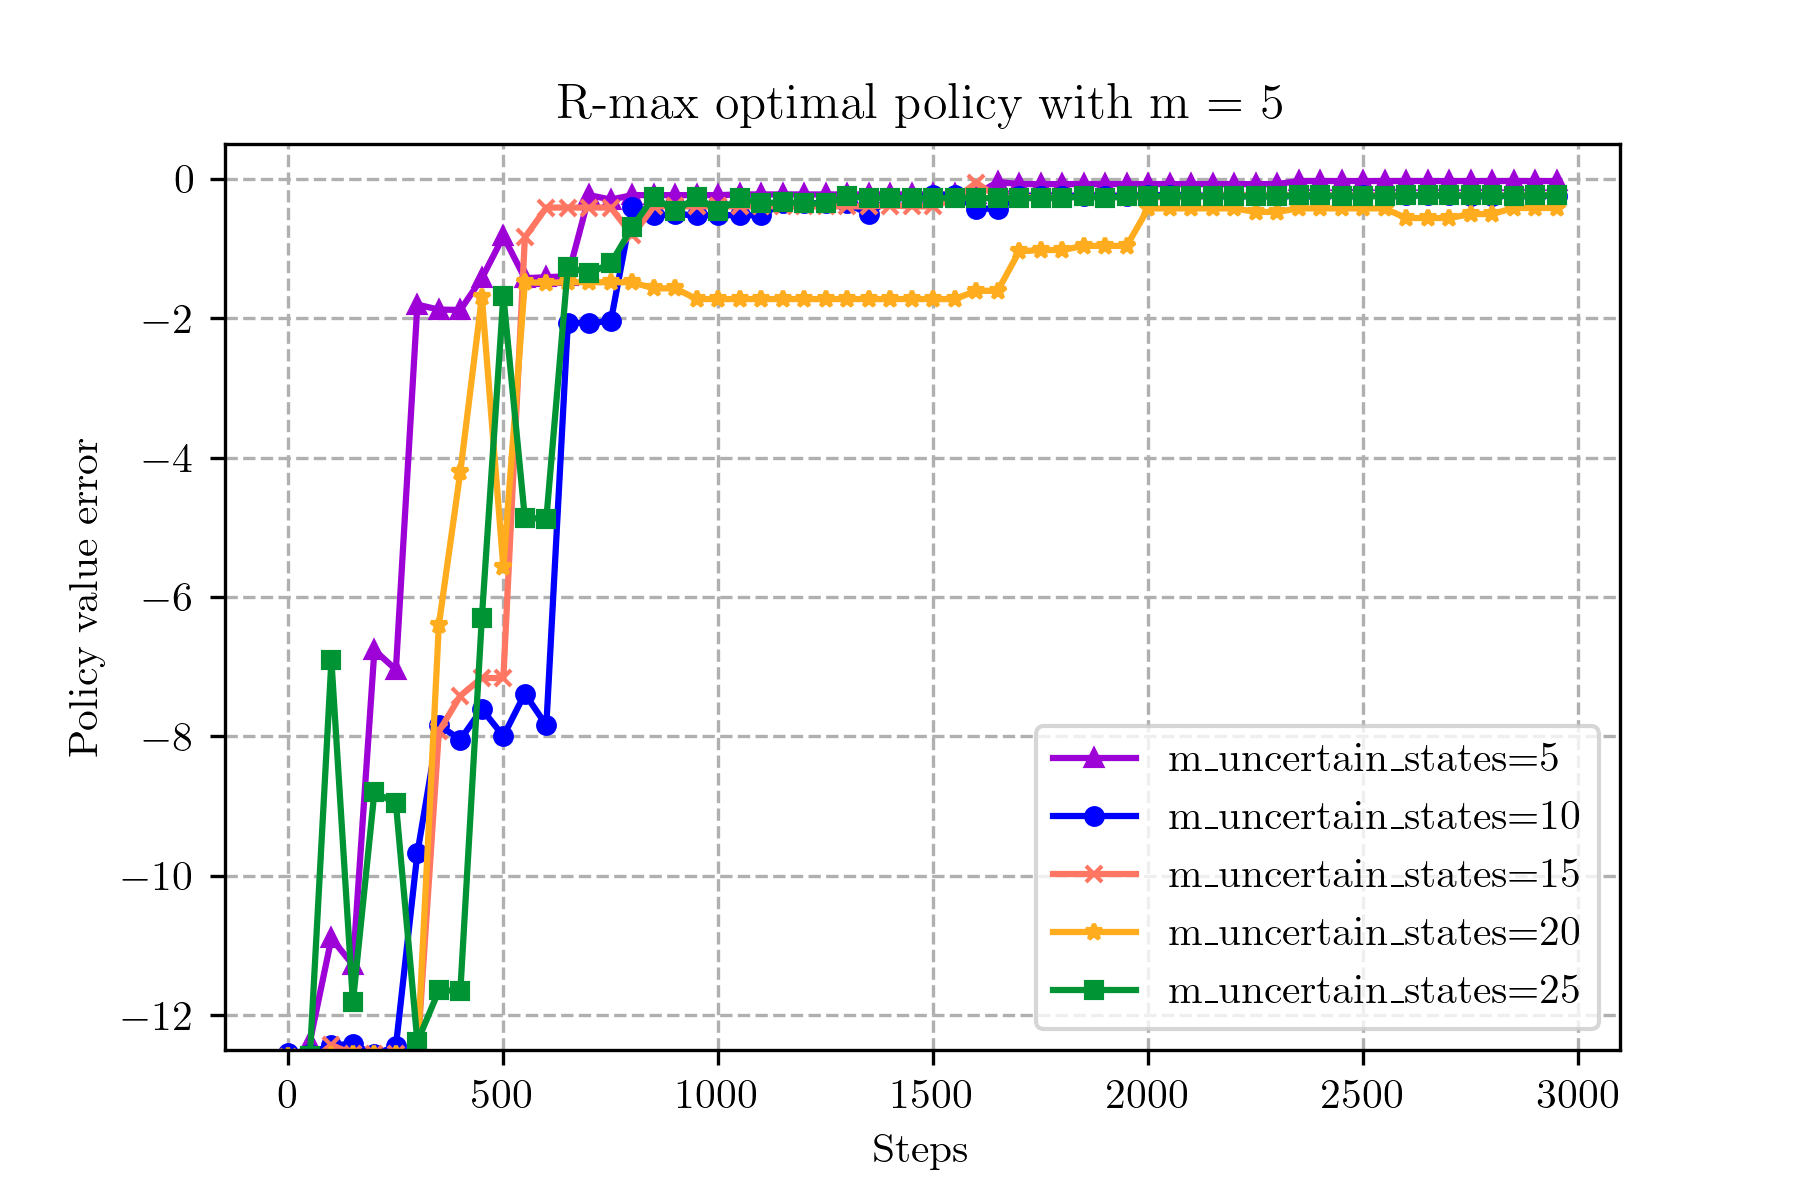 R-max optimal policy with m = 5
Policy value error
0
−2
−4
−6
−8
−10
−12
0 500 1000 1500 2000 2500 3000
Steps
m_uncertain_states=5
m_uncertain_states=10
m_uncertain_states=15
m_uncertain_states=20
m_uncertain_states=25